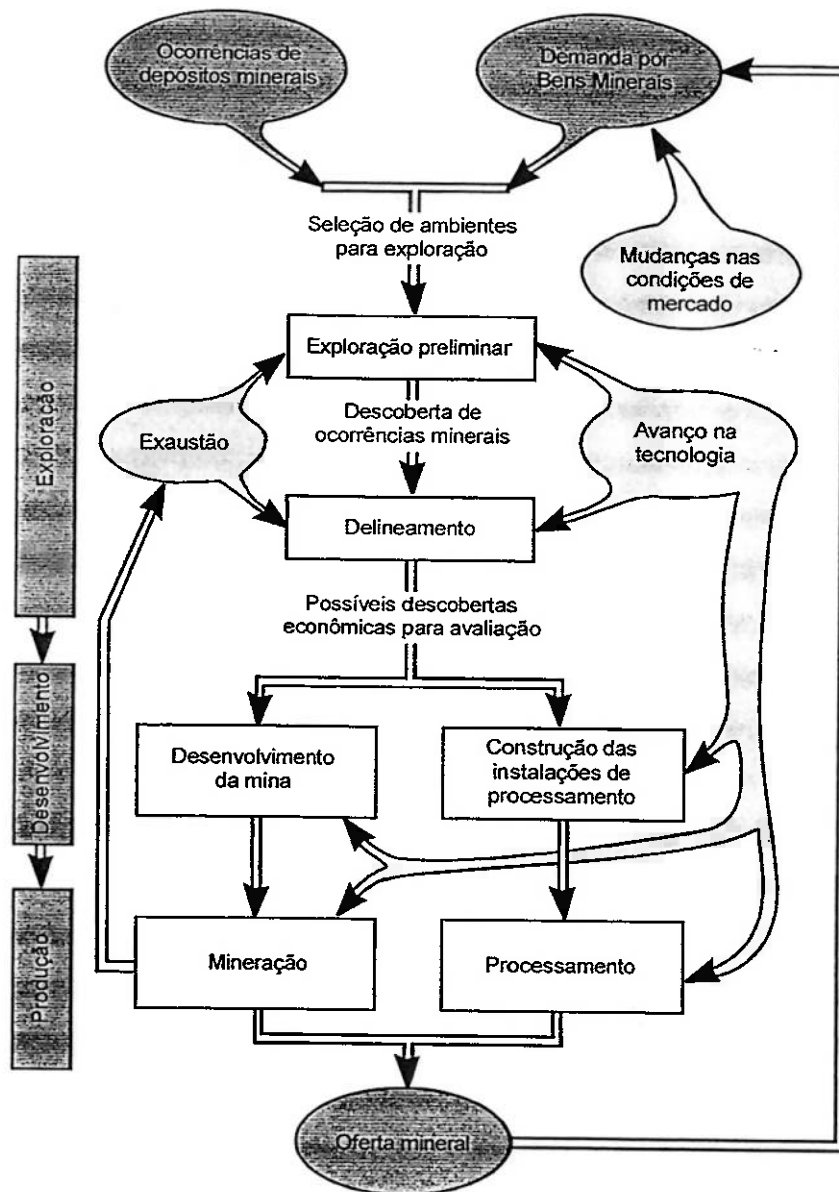 Ocorrências de
depósitos minerais
Demanda por
Bens Minerais
Seleção de ambientes
para exploração
Mudanças nas
condições de
mercado
Exploração
Exploração preliminar
Descoberta de
ocorrências minerais
Exaustão
Avanço na
tecnologia
Delineamento
Possíveis descobertas
econômicas para avaliação
Desenvolvimento
Desenvolvimento
da mina
Construção das
instalações de
processamento
Produção
Mineração
Processamento
Oferta mineral